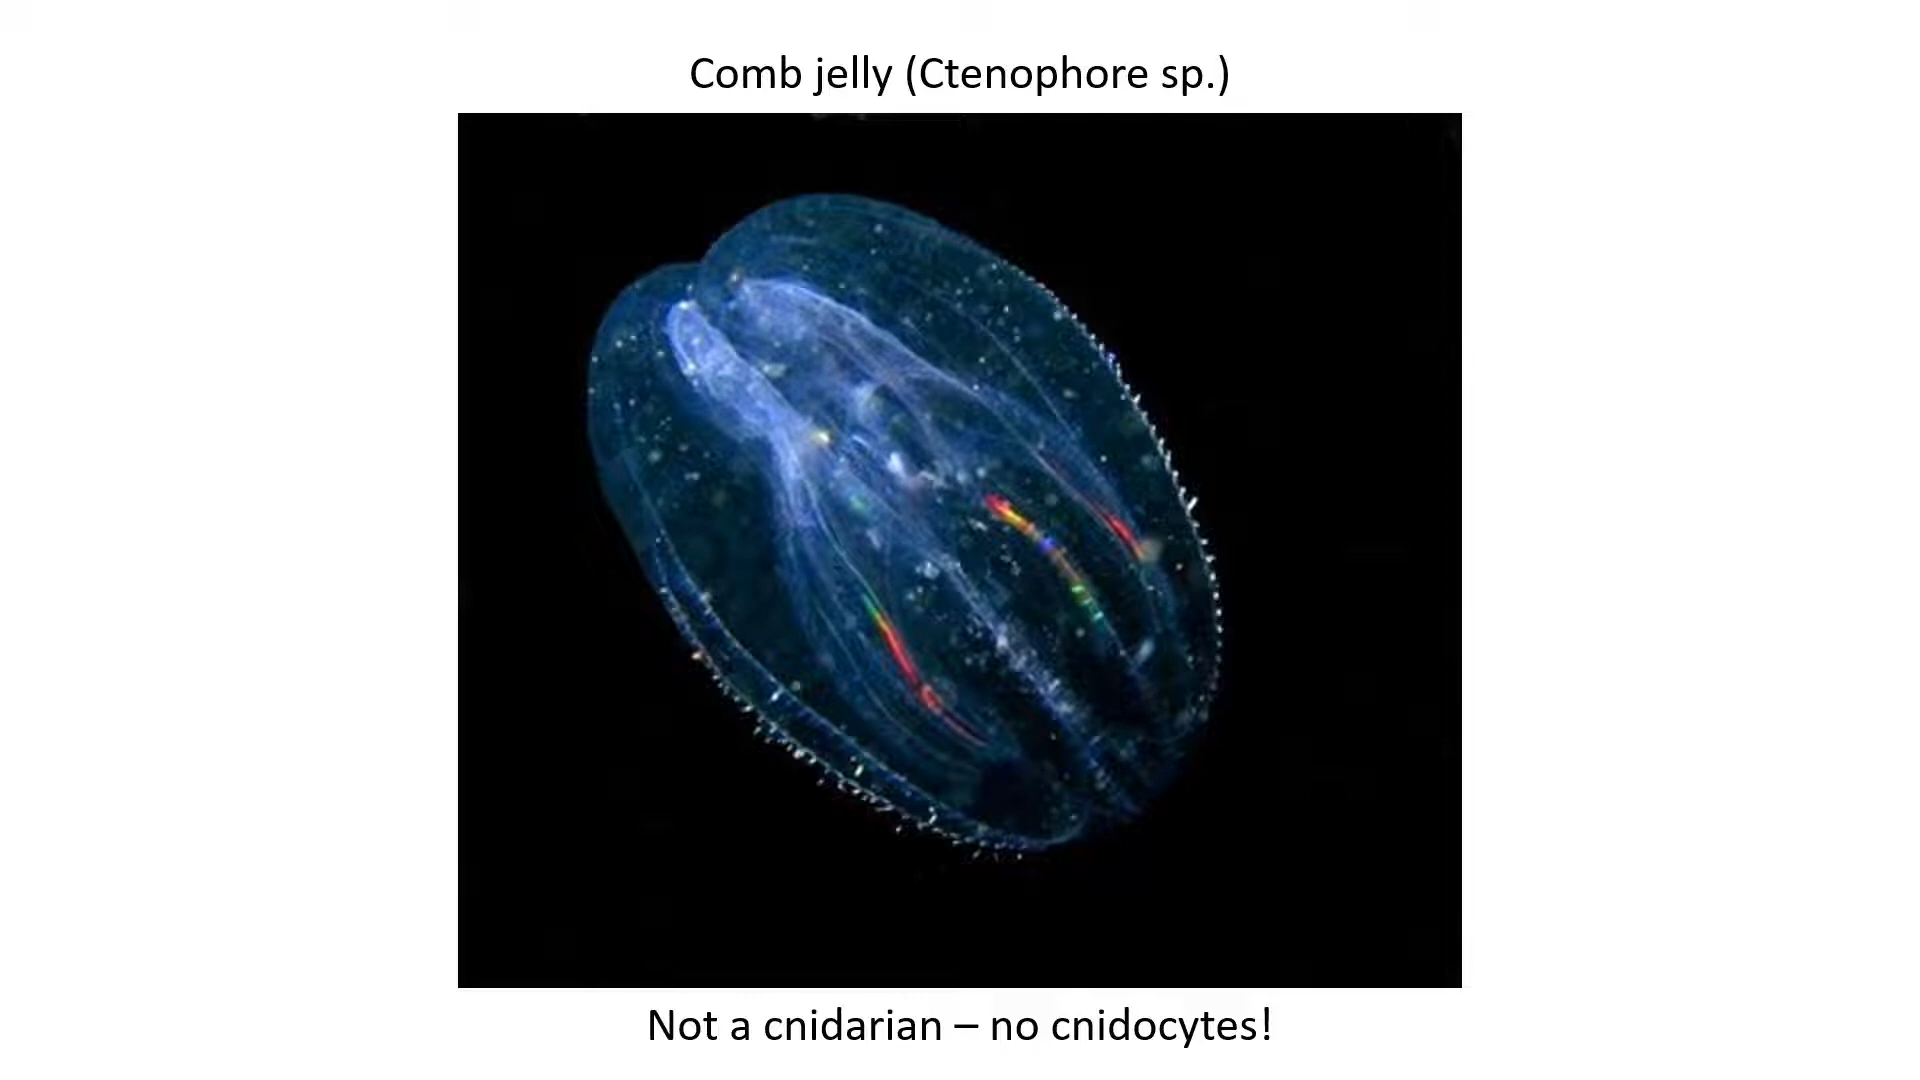 Comb jelly (Ctenophore sp.)
Not a cnidarian – no cnidocytes!